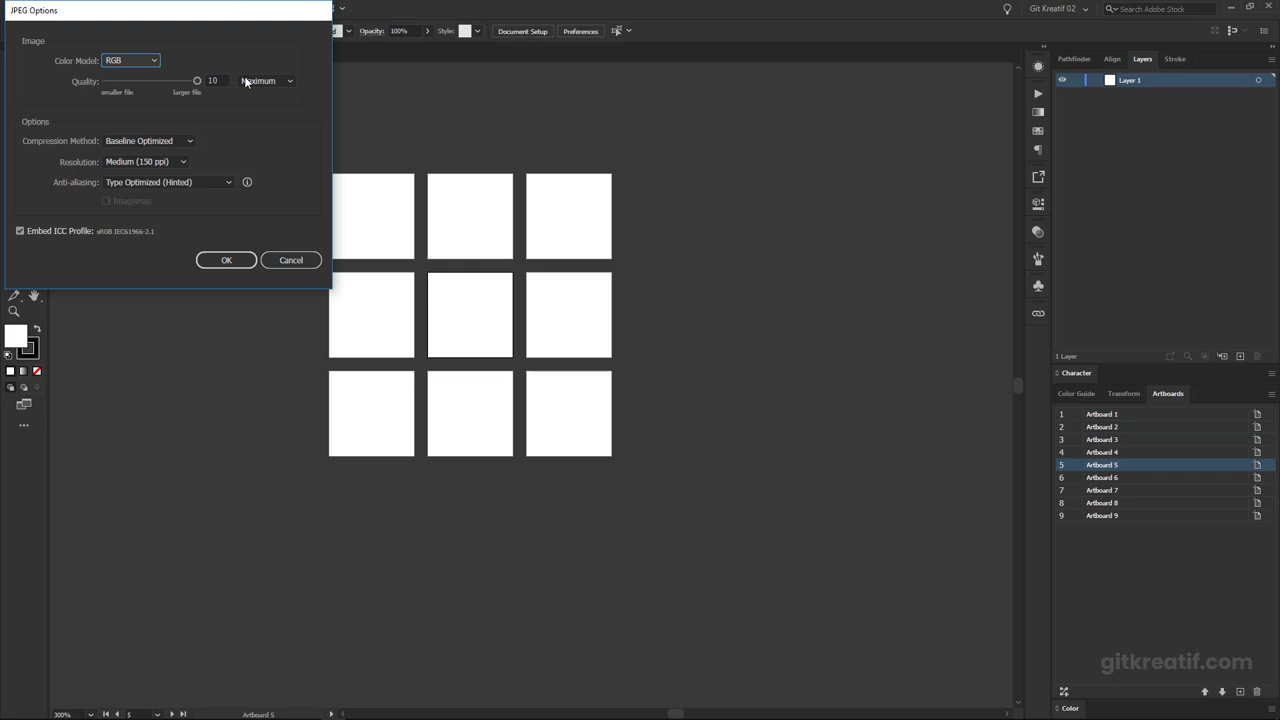 JPEG Options
Opacity: 100% Style: Document Setup Preferences
Git Kreatif 02 Search Adobe Stock
Image
Color Model: RGB
Quality: 10 Maximum
smaller file larger file
Options
Compression Method: Baseline Optimized
Resolution: Medium (150 ppi)
Anti-aliasing: Type Optimized (Hinted)
Imagemap
Embed ICC Profile: sRGB IEC61966-2.1
OK Cancel
Pathfinder Align Layers Stroke
Layer 1
1 Layer
Character
Color Guide Transform Artboards
1 Artboard 1
2 Artboard 2
3 Artboard 3
4 Artboard 4
5 Artboard 5
6 Artboard 6
7 Artboard 7
8 Artboard 8
9 Artboard 9
gitkreatif.com
Color
300% 5 Artboard 5